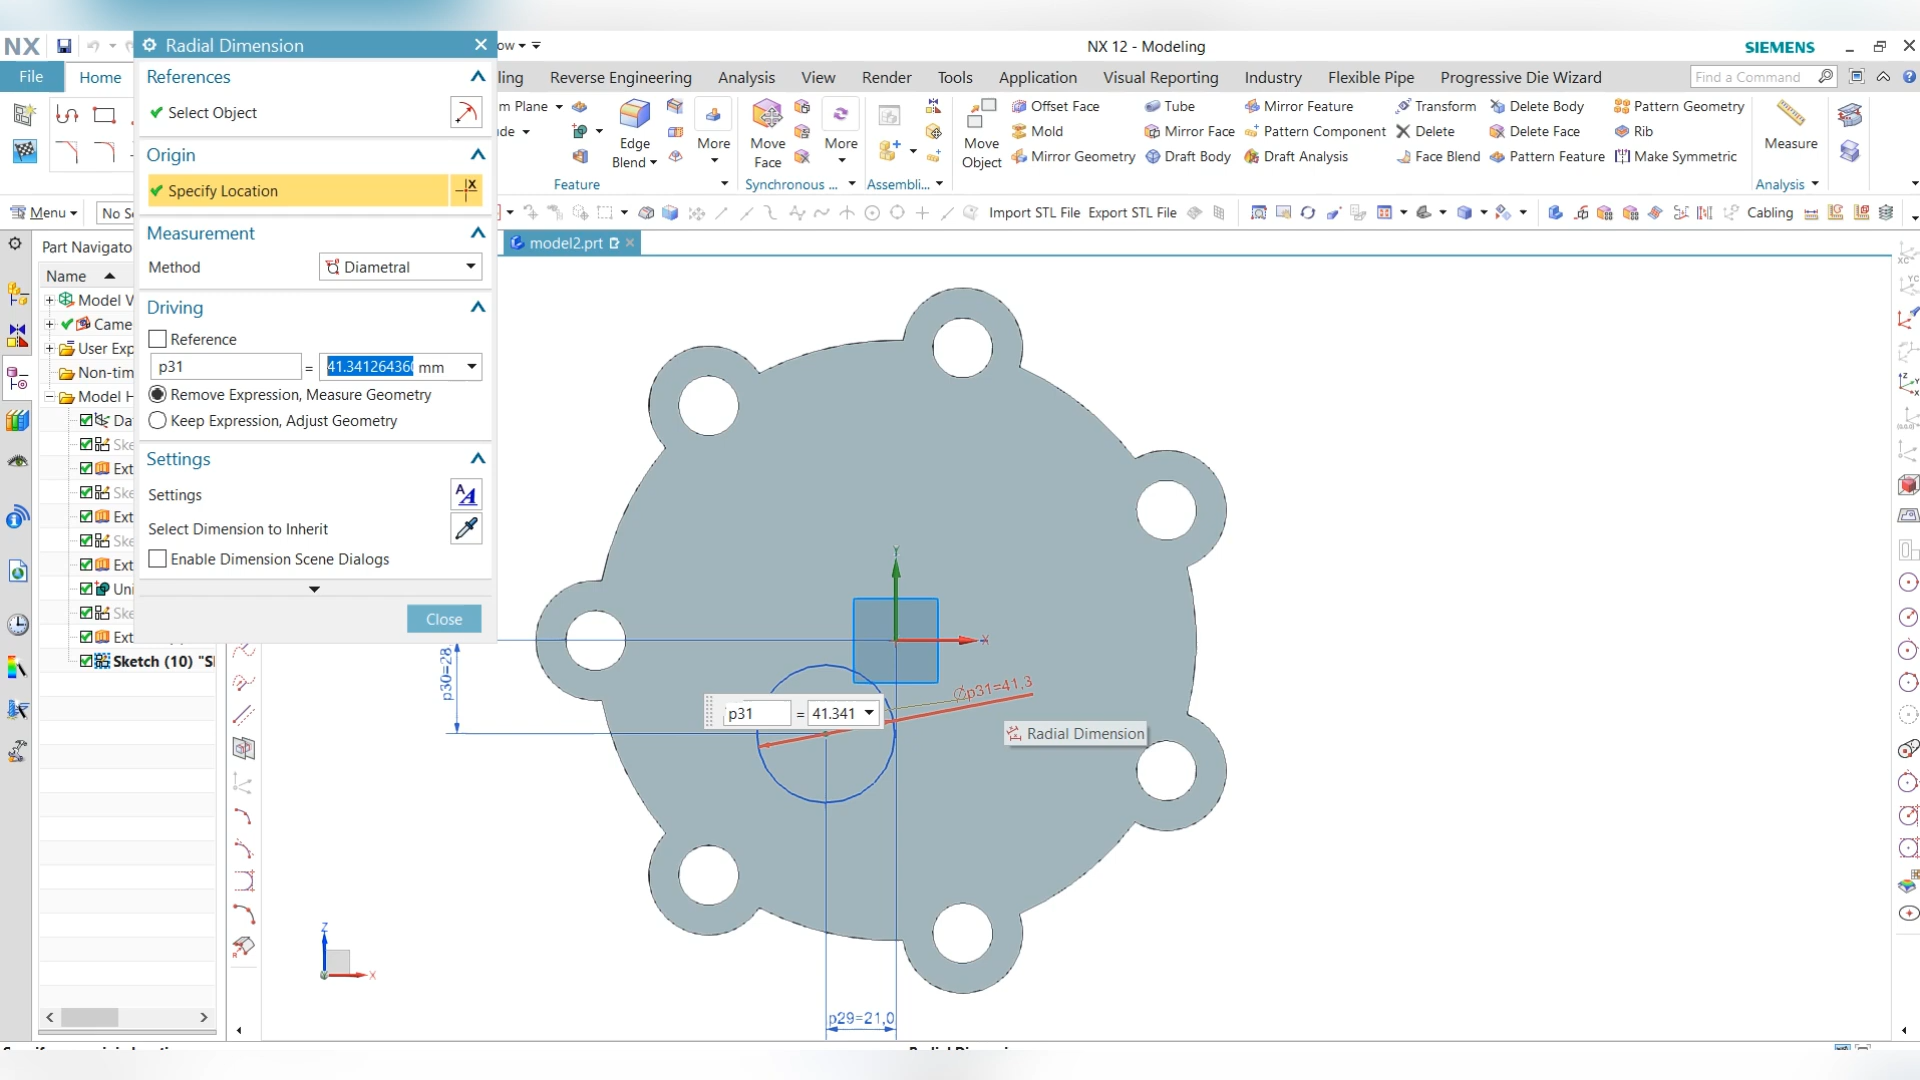 NX
Radial Dimension
ow
NX 12 - Modeling
SIEMENS
File
Home
ling
Reverse Engineering
Analysis
View
Render
Tools
Application
Visual Reporting
Industry
Flexible Pipe
Progressive Die Wizard
Find a Command
References
Select Object
Origin
Specify Location
Measurement
Method
Diametral
Driving
Reference
p31
=
41.341264360
mm
Remove Expression, Measure Geometry
Keep Expression, Adjust Geometry
Settings
Settings
Select Dimension to Inherit
Enable Dimension Scene Dialogs
Close
m Plane
de
Edge
Blend
More
Feature
Move
Face
More
Synchronous ...
Assembli...
Move
Object
Offset Face
Tube
Mirror Feature
Transform
Delete Body
Pattern Geometry
Mold
Mirror Face
Pattern Component
Delete
Delete Face
Rib
Mirror Geometry
Draft Body
Draft Analysis
Face Blend
Pattern Feature
Make Symmetric
Measure
Analysis
Menu
No S
Import STL File
Export STL File
Cabling
Part Navigato
model2.prt
Name
Model V
Came
User Exp
Non-tim
Model H
Da
Ske
Ext
Ske
Ext
Ske
Ext
Uni
Ske
Ext
Sketch (10) "S
Y
X
p30=28,
Øp31=41,3
p31
=
41.341
Radial Dimension
p29=21,0
Z
X